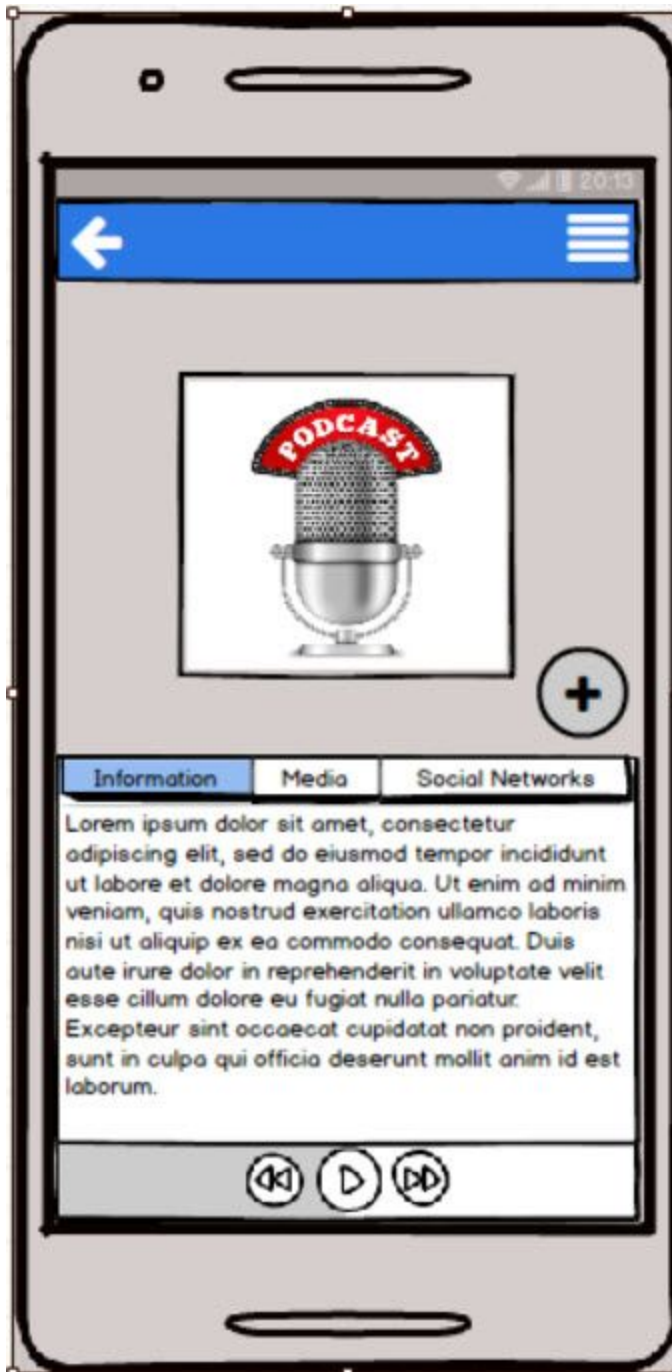 20:13
PODCAST
Information Media Social Networks
Lorem ipsum dolor sit amet, consectetur
adipiscing elit, sed do eiusmod tempor incididunt
ut labore et dolore magna aliqua. Ut enim ad minim
veniam, quis nostrud exercitation ullamco laboris
nisi ut aliquip ex ea commodo consequat. Duis
aute irure dolor in reprehenderit in voluptate velit
esse cillum dolore eu fugiat nulla pariatur.
Excepteur sint occaecat cupidatat non proident,
sunt in culpa qui officia deserunt mollit anim id est
laborum.